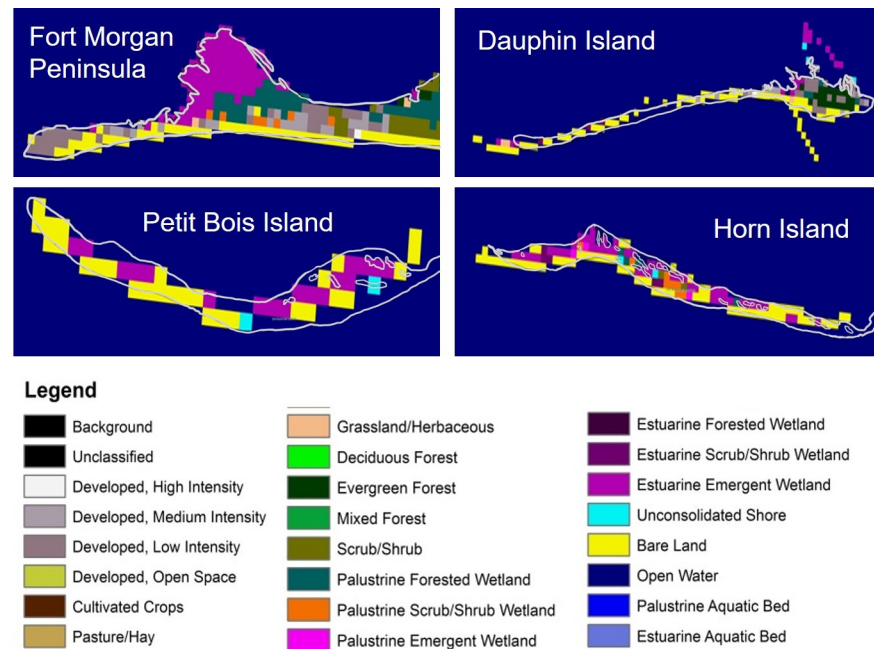 Fort Morgan
Peninsula
Dauphin Island
Petit Bois Island
Horn Island
Legend
Background
Unclassified
Developed, High Intensity
Developed, Medium Intensity
Developed, Low Intensity
Developed, Open Space
Cultivated Crops
Pasture/Hay
Grassland/Herbaceous
Deciduous Forest
Evergreen Forest
Mixed Forest
Scrub/Shrub
Palustrine Forested Wetland
Palustrine Scrub/Shrub Wetland
Palustrine Emergent Wetland
Estuarine Forested Wetland
Estuarine Scrub/Shrub Wetland
Estuarine Emergent Wetland
Unconsolidated Shore
Bare Land
Open Water
Palustrine Aquatic Bed
Estuarine Aquatic Bed